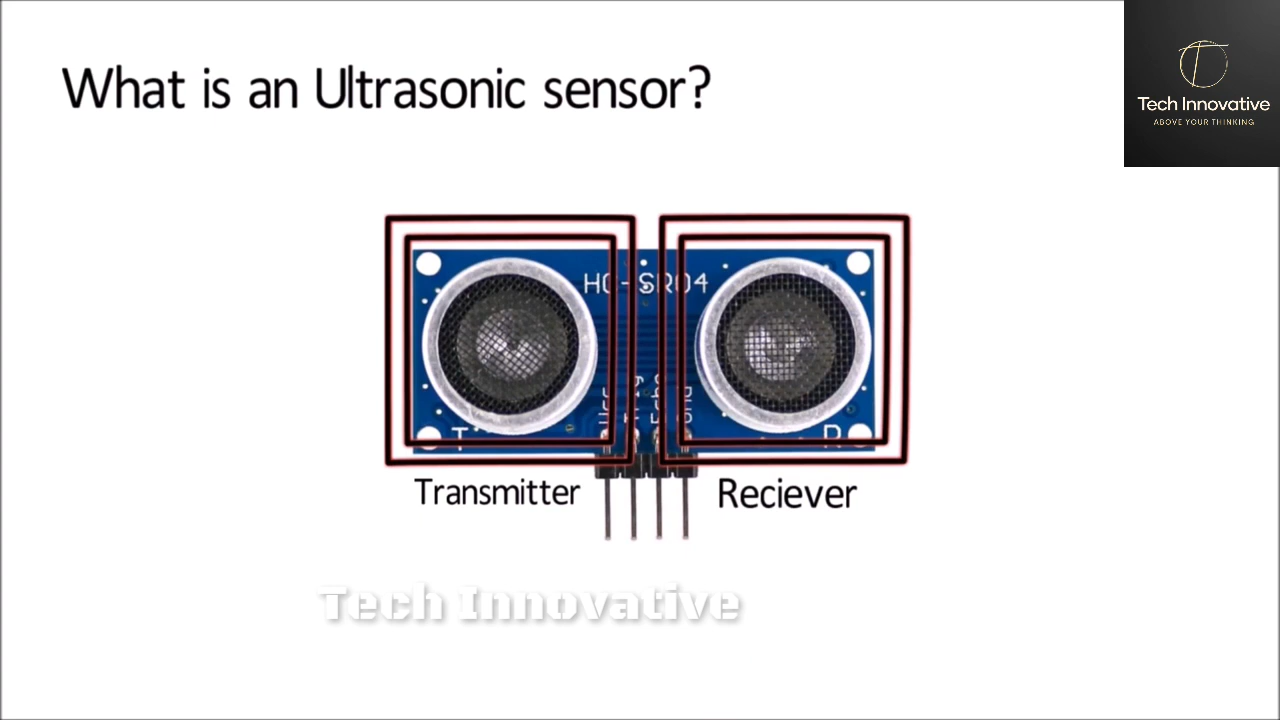 What is an Ultrasonic sensor?
Tech Innovative
ABOVE YOUR THINKING
HC-SR04
T
R
Transmitter
Reciever
Tech Innovative